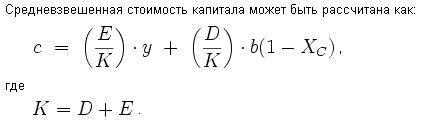 Средневзвешенная стоимость капитала может быть рассчитана как:
c = (E/K) · y + (D/K) · b(1 − X_C),
где
K = D + E.